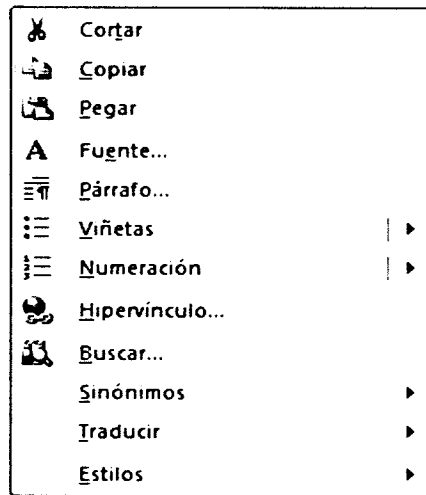 Cortar
Copiar
Pegar
Fuente...
Párrafo...
Viñetas
Numeración
Hipervínculo...
Buscar...
Sinónimos
Traducir
Estilos